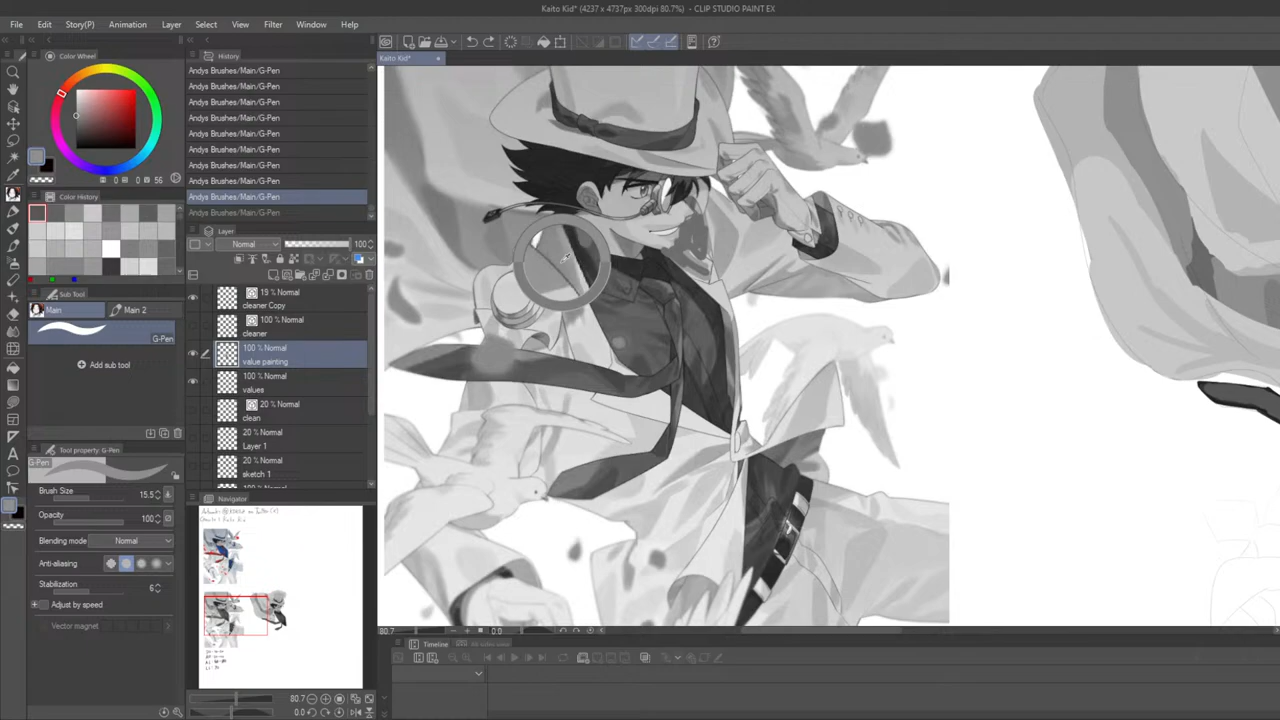 Kaito Kid* (4237 x 4737px 300dpi 80.7%) - CLIP STUDIO PAINT EX
File Edit Story(P) Animation Layer Select View Filter Window Help
Kaito Kid*
Color Wheel
0 0 56
Color History
Sub Tool
Main Main 2
G-Pen
Add sub tool
Tool property: G-Pen
G-Pen
Brush Size 15.5
Opacity 100
Blending mode Normal
Anti-aliasing
Stabilization 6
Adjust by speed
Vector magnet
History
Andys Brushes/Main/G-Pen
Andys Brushes/Main/G-Pen
Andys Brushes/Main/G-Pen
Andys Brushes/Main/G-Pen
Andys Brushes/Main/G-Pen
Andys Brushes/Main/G-Pen
Andys Brushes/Main/G-Pen
Andys Brushes/Main/G-Pen
Andys Brushes/Main/G-Pen
Andys Brushes/Main/G-Pen
Layer
Normal 100
19 % Normal
cleaner Copy
100 % Normal
cleaner
100 % Normal
value painting
100 % Normal
values
20 % Normal
clean
20 % Normal
Layer 1
20 % Normal
sketch 1
Navigator
80.7
0.0
80.7 0.0
Timeline